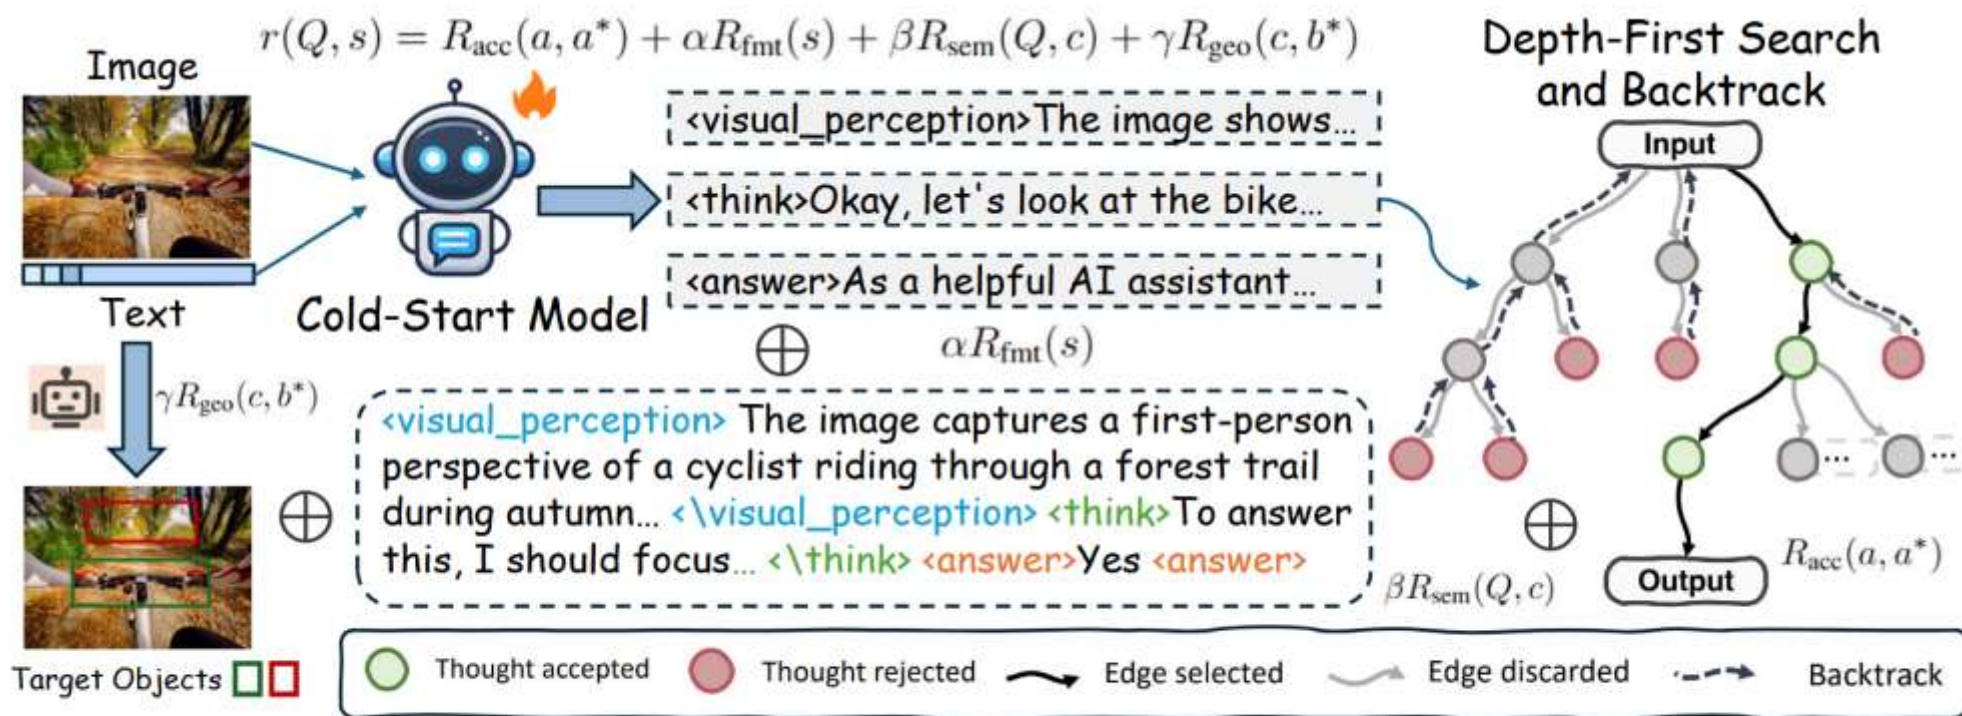 r(Q, s) = R_acc(a, a*) + αR_fmt(s) + βR_sem(Q, c) + γR_geo(c, b*)
Image
Text
Cold-Start Model
<visual_perception>The image shows...
<think>Okay, let's look at the bike...
<answer>As a helpful AI assistant...
αR_fmt(s)
γR_geo(c, b*)
<visual_perception> The image captures a first-person
perspective of a cyclist riding through a forest trail
during autumn... <\visual_perception> <think>To answer
this, I should focus... <\think> <answer>Yes <answer>
Target Objects
Depth-First Search
and Backtrack
Input
...
...
Output
βR_sem(Q, c)
R_acc(a, a*)
Thought accepted
Thought rejected
Edge selected
Edge discarded
Backtrack